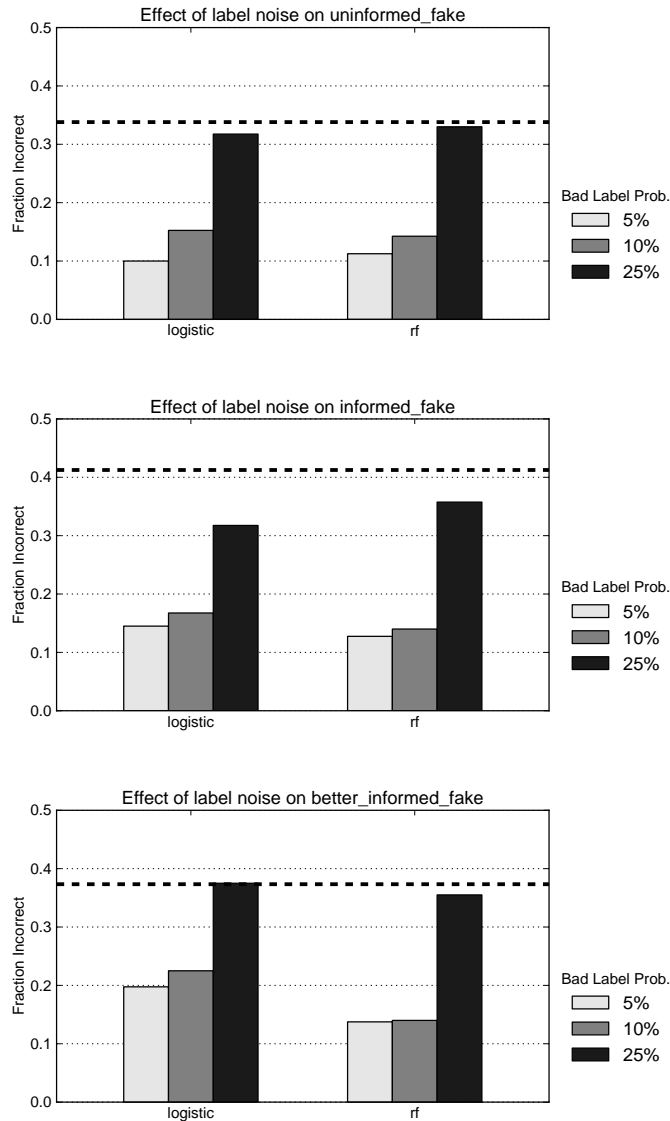 Effect of label noise on uninformed_fake
0.5
0.4
0.3
0.2
0.1
0.0
Fraction Incorrect
logistic
rf
Bad Label Prob.
5%
10%
25%
Effect of label noise on informed_fake
0.5
0.4
0.3
0.2
0.1
0.0
Fraction Incorrect
logistic
rf
Bad Label Prob.
5%
10%
25%
Effect of label noise on better_informed_fake
0.5
0.4
0.3
0.2
0.1
0.0
Fraction Incorrect
logistic
rf
Bad Label Prob.
5%
10%
25%